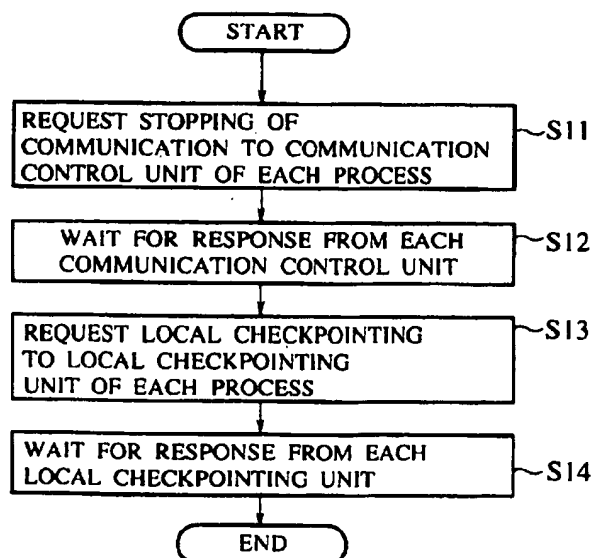 START
REQUEST STOPPING OF
COMMUNICATION TO COMMUNICATION
CONTROL UNIT OF EACH PROCESS
S11
WAIT FOR RESPONSE FROM EACH
COMMUNICATION CONTROL UNIT
S12
REQUEST LOCAL CHECKPOINTING
TO LOCAL CHECKPOINTING
UNIT OF EACH PROCESS
S13
WAIT FOR RESPONSE FROM EACH
LOCAL CHECKPOINTING UNIT
S14
END